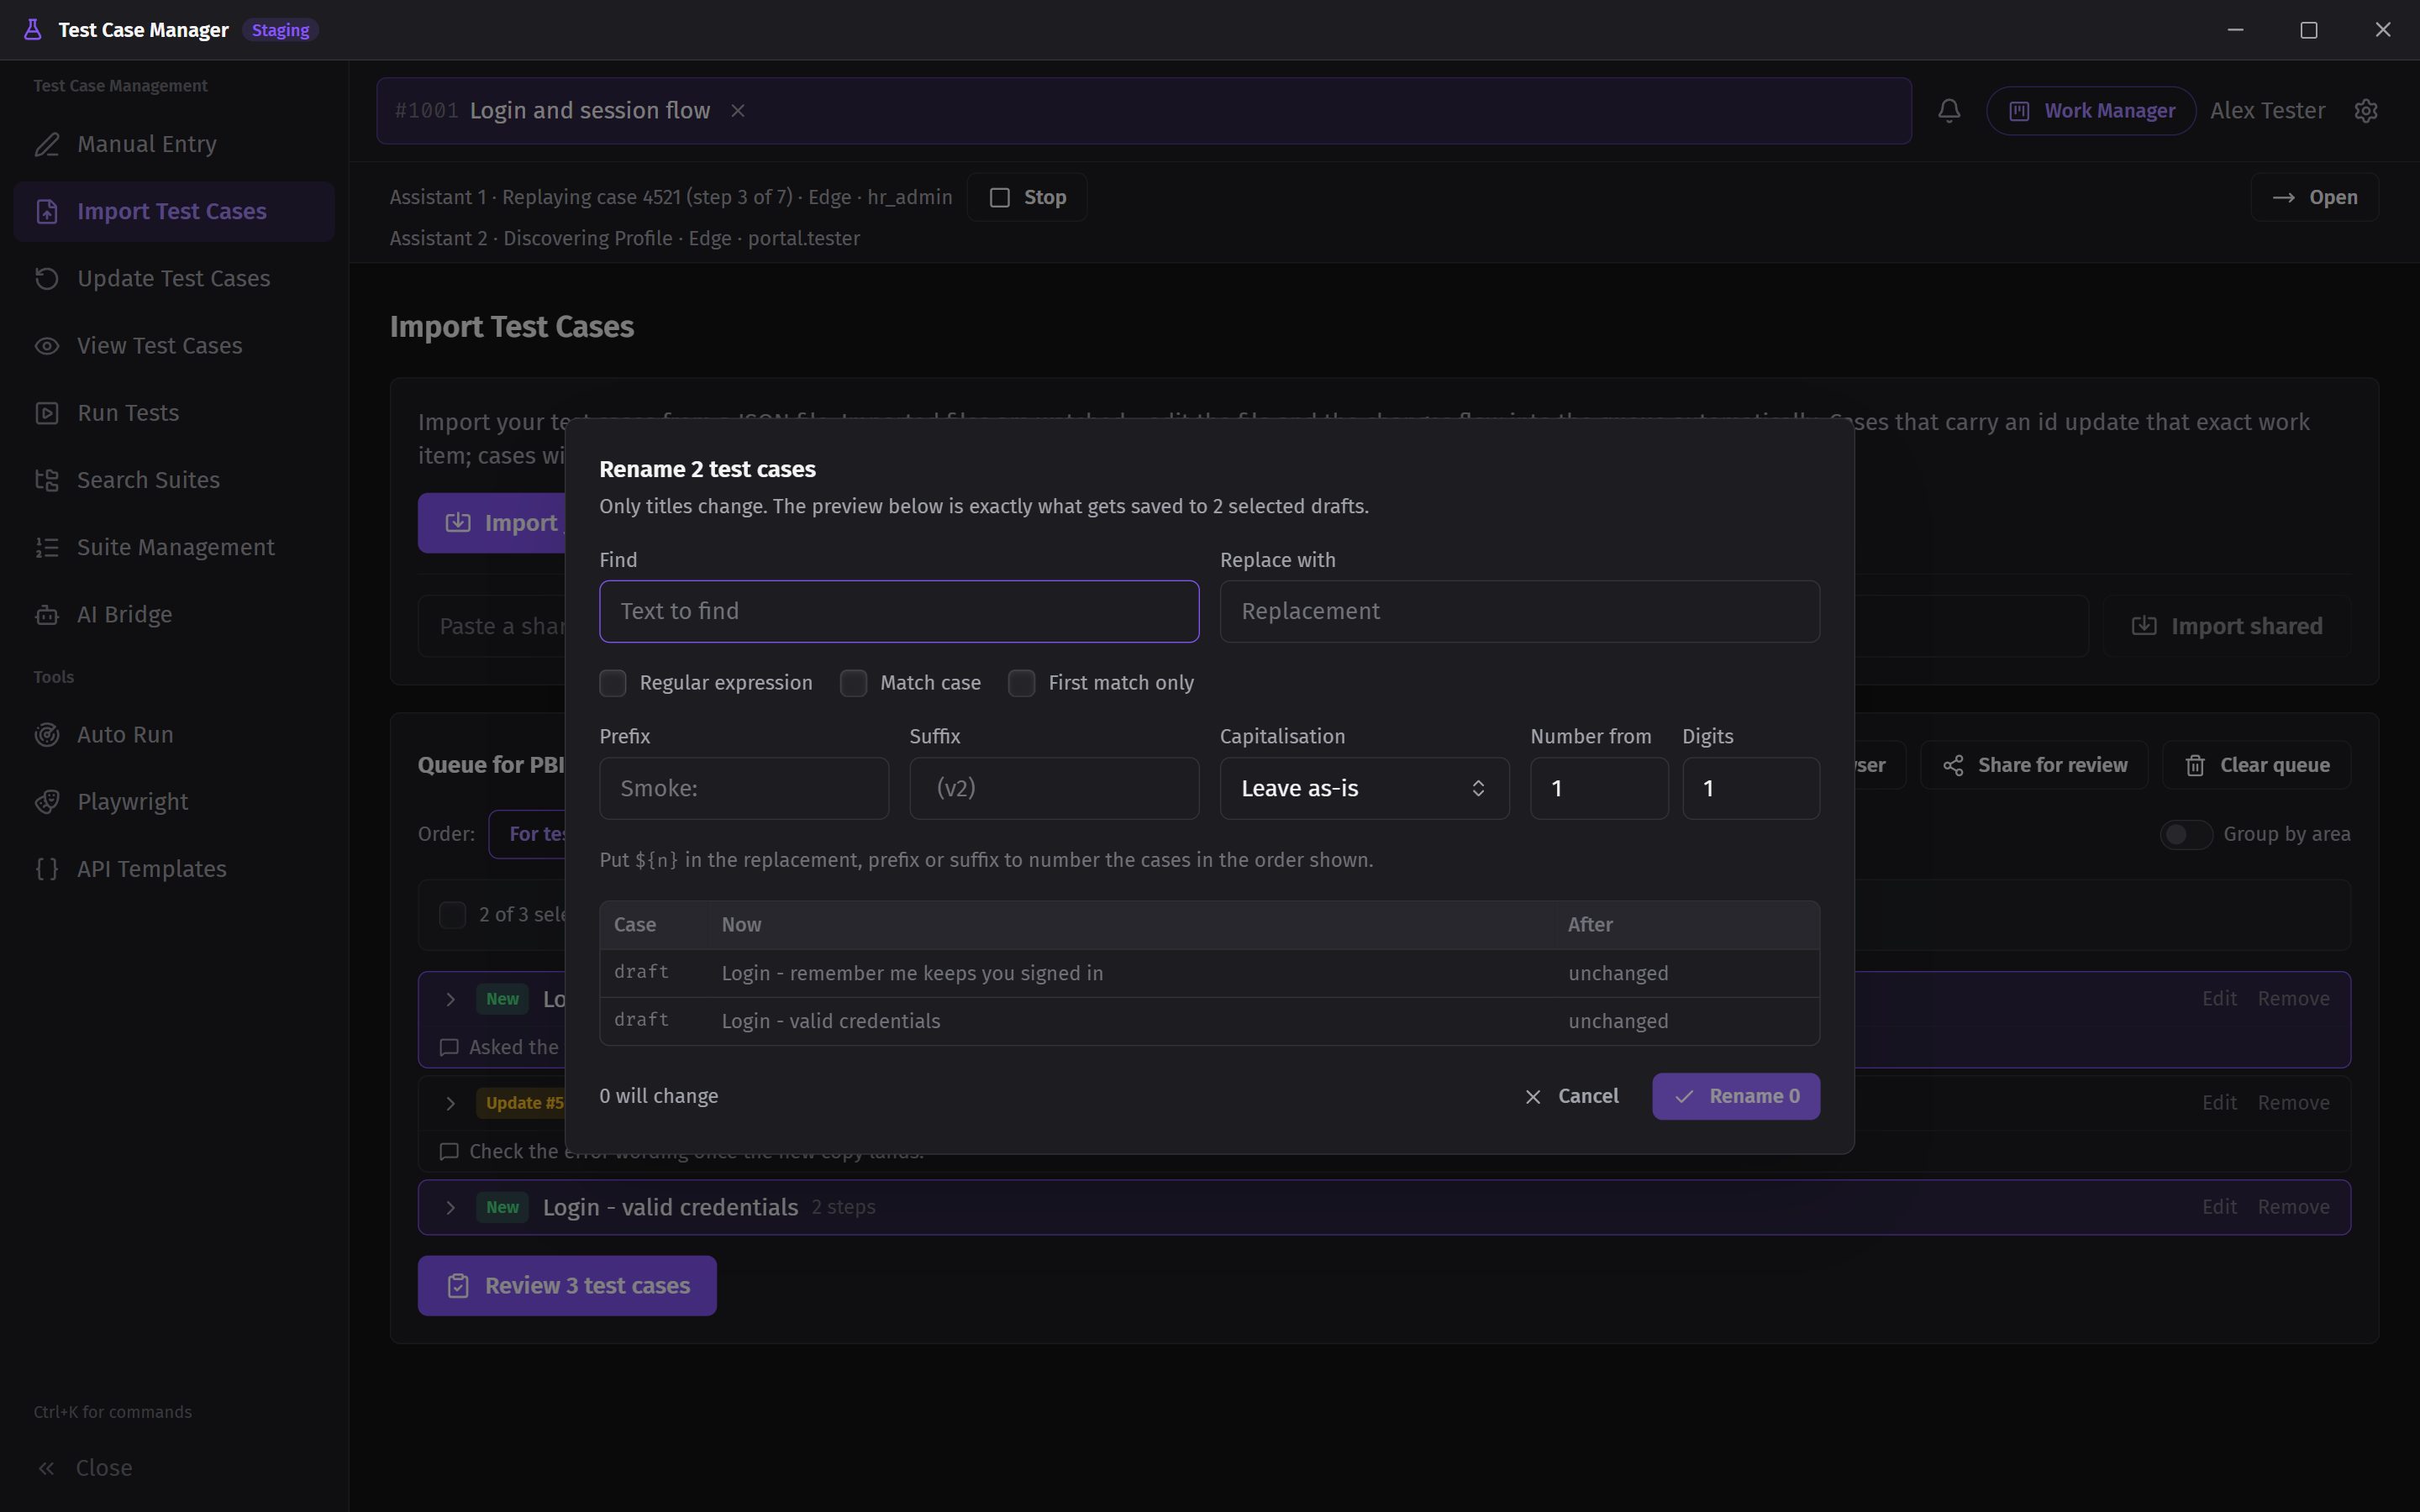 Test Case Manager Staging
Test Case Management
Manual Entry
Import Test Cases
Update Test Cases
View Test Cases
Run Tests
Search Suites
Suite Management
AI Bridge
Tools
Auto Run
Playwright
API Templates
Ctrl+K for commands
Close
#1001 Login and session flow
Work Manager
Alex Tester
Assistant 1 · Replaying case 4521 (step 3 of 7) · Edge · hr_admin
Stop
Open
Assistant 2 · Discovering Profile · Edge · portal.tester
Import Test Cases
Import your
ases that carry an id update that exact work
item; cases
Import
Paste a
Import shared
Queue for PBI
Share for review
Clear queue
Order:
Group by area
2 of 3
Rename 2 test cases
Only titles change. The preview below is exactly what gets saved to 2 selected drafts.
Find
Replace with
Text to find
Replacement
Regular expression
Match case
First match only
Prefix
Suffix
Capitalisation
Number from
Digits
Smoke:
(v2)
Leave as-is
1
1
Put ${n} in the replacement, prefix or suffix to number the cases in the order shown.
Case Now After
draft Login - remember me keeps you signed in unchanged
draft Login - valid credentials unchanged
0 will change
Cancel
Rename 0
New
Edit Remove
Asked the
Update #5
Edit Remove
Check the error wording once the new copy lands.
New Login - valid credentials 2 steps
Edit Remove
Review 3 test cases